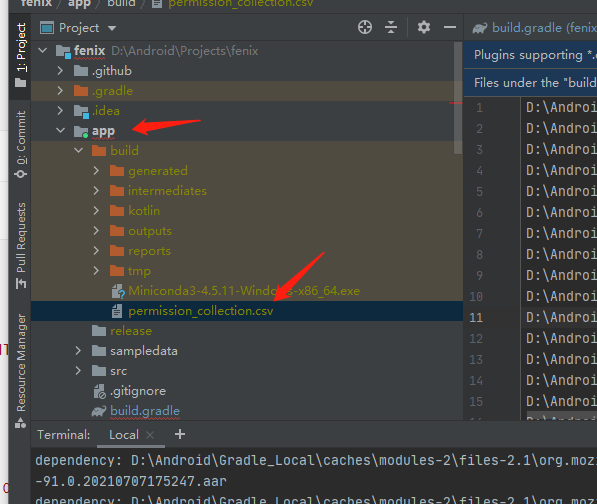 fenix / app / build / permission_collection.csv
1: Project
Project
build.gradle (fenix
fenix D:\Android\Projects\fenix
Plugins supporting *.
.github
Files under the "build
.gradle
.idea
app
build
generated
intermediates
kotlin
outputs
reports
tmp
Miniconda3-4.5.11-Windows-x86_64.exe
permission_collection.csv
release
sampledata
src
.gitignore
build.gradle
0: Commit
Pull Requests
Resource Manager
1 D:\Androi
2 D:\Androi
3 D:\Androi
4 D:\Androi
5 D:\Androi
6 D:\Androi
7 D:\Androi
8 D:\Androi
9 D:\Androi
10 D:\Androi
11 D:\Androi
12 D:\Androi
13 D:\Androi
14 D:\Androi
15 D:\Androi
D:\Androi
Terminal: Local × +
dependency: D:\Android\Gradle_Local\caches\modules-2\files-2.1\org.moz
-91.0.20210707175247.aar
dependency: D:\Android\Gradle_Local\caches\modules-2\files-2.1\org.moz